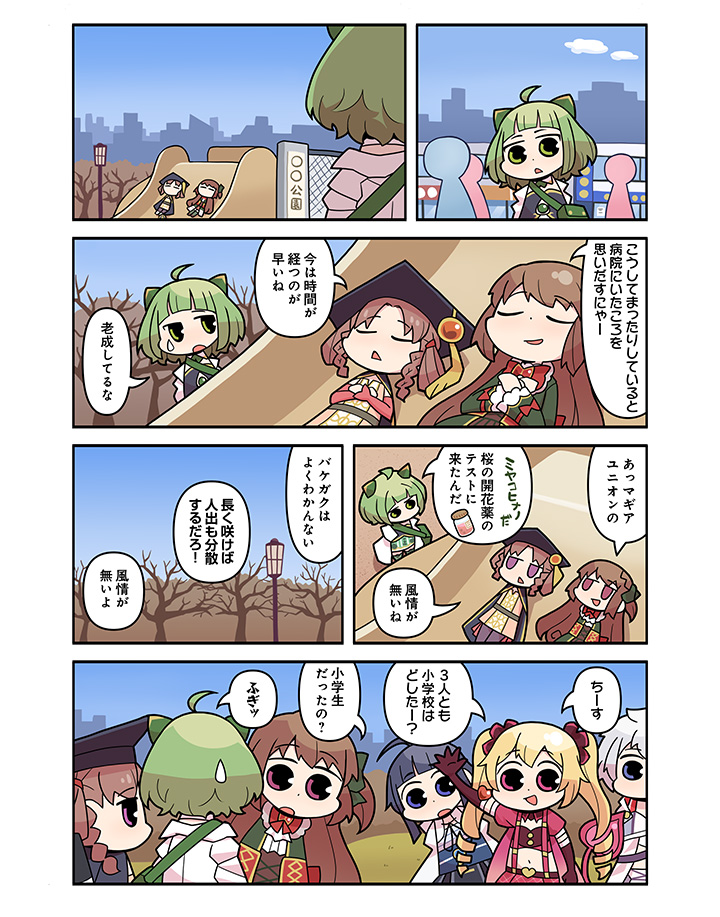 〇〇公園
こうしてまったりしていると
病院にいたころを
思いだすにゃー
今は時間が
経つのが
早いね
老成してるな
あっマギア
ユニオンの
ミヤコヒナノ
だ
桜の開花薬の
テストに
来たんだ
風情が
無いね
バケガクは
よくわかんない
長く咲けば
人出も分散
するだろ！
風情が
無いよ
ちーす
3人とも
小学校は
どしたー？
小学生
だったの？
ふぎッ